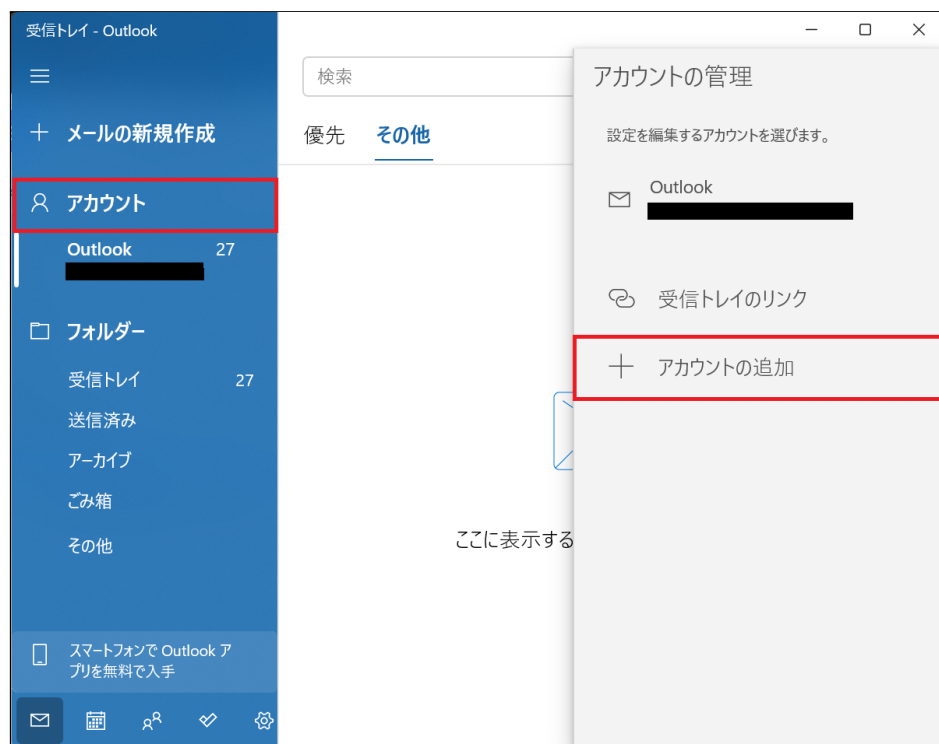 受信トレイ - Outlook
メールの新規作成
アカウント
Outlook 27
フォルダー
受信トレイ 27
送信済み
アーカイブ
ごみ箱
その他
スマートフォンで Outlook ア
プリを無料で入手
検索
優先 その他
ここに表示する
アカウントの管理
設定を編集するアカウントを選びます。
Outlook
受信トレイのリンク
アカウントの追加